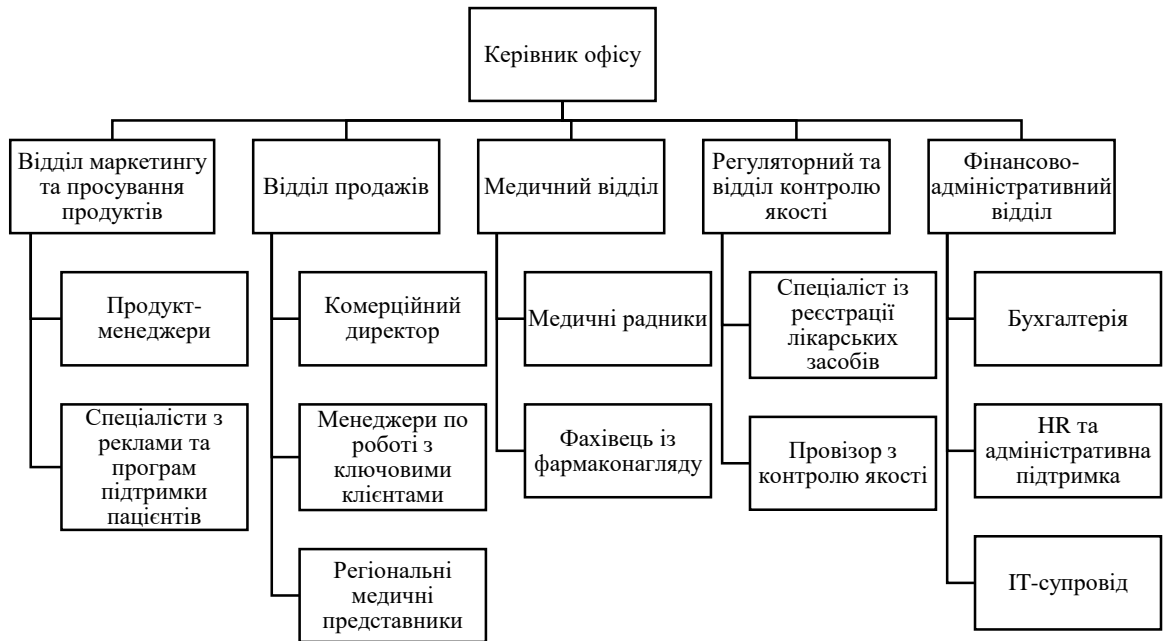 Керівник офісу
Відділ маркетингу
та просування
продуктів
Продукт-
менеджери
Спеціалісти з
реклами та
програм
підтримки
пацієнтів
Відділ продажів
Комерційний
директор
Менеджери по
роботі з
ключовими
клієнтами
Регіональні
медичні
представники
Медичний відділ
Медичні радники
Фахівець із
фармаконагляду
Регуляторний та
відділ контролю
якості
Спеціаліст із
реєстрації
лікарських
засобів
Провізор з
контролю якості
Фінансово-
адміністративний
відділ
Бухгалтерія
HR та
адміністративна
підтримка
ІТ-супровід